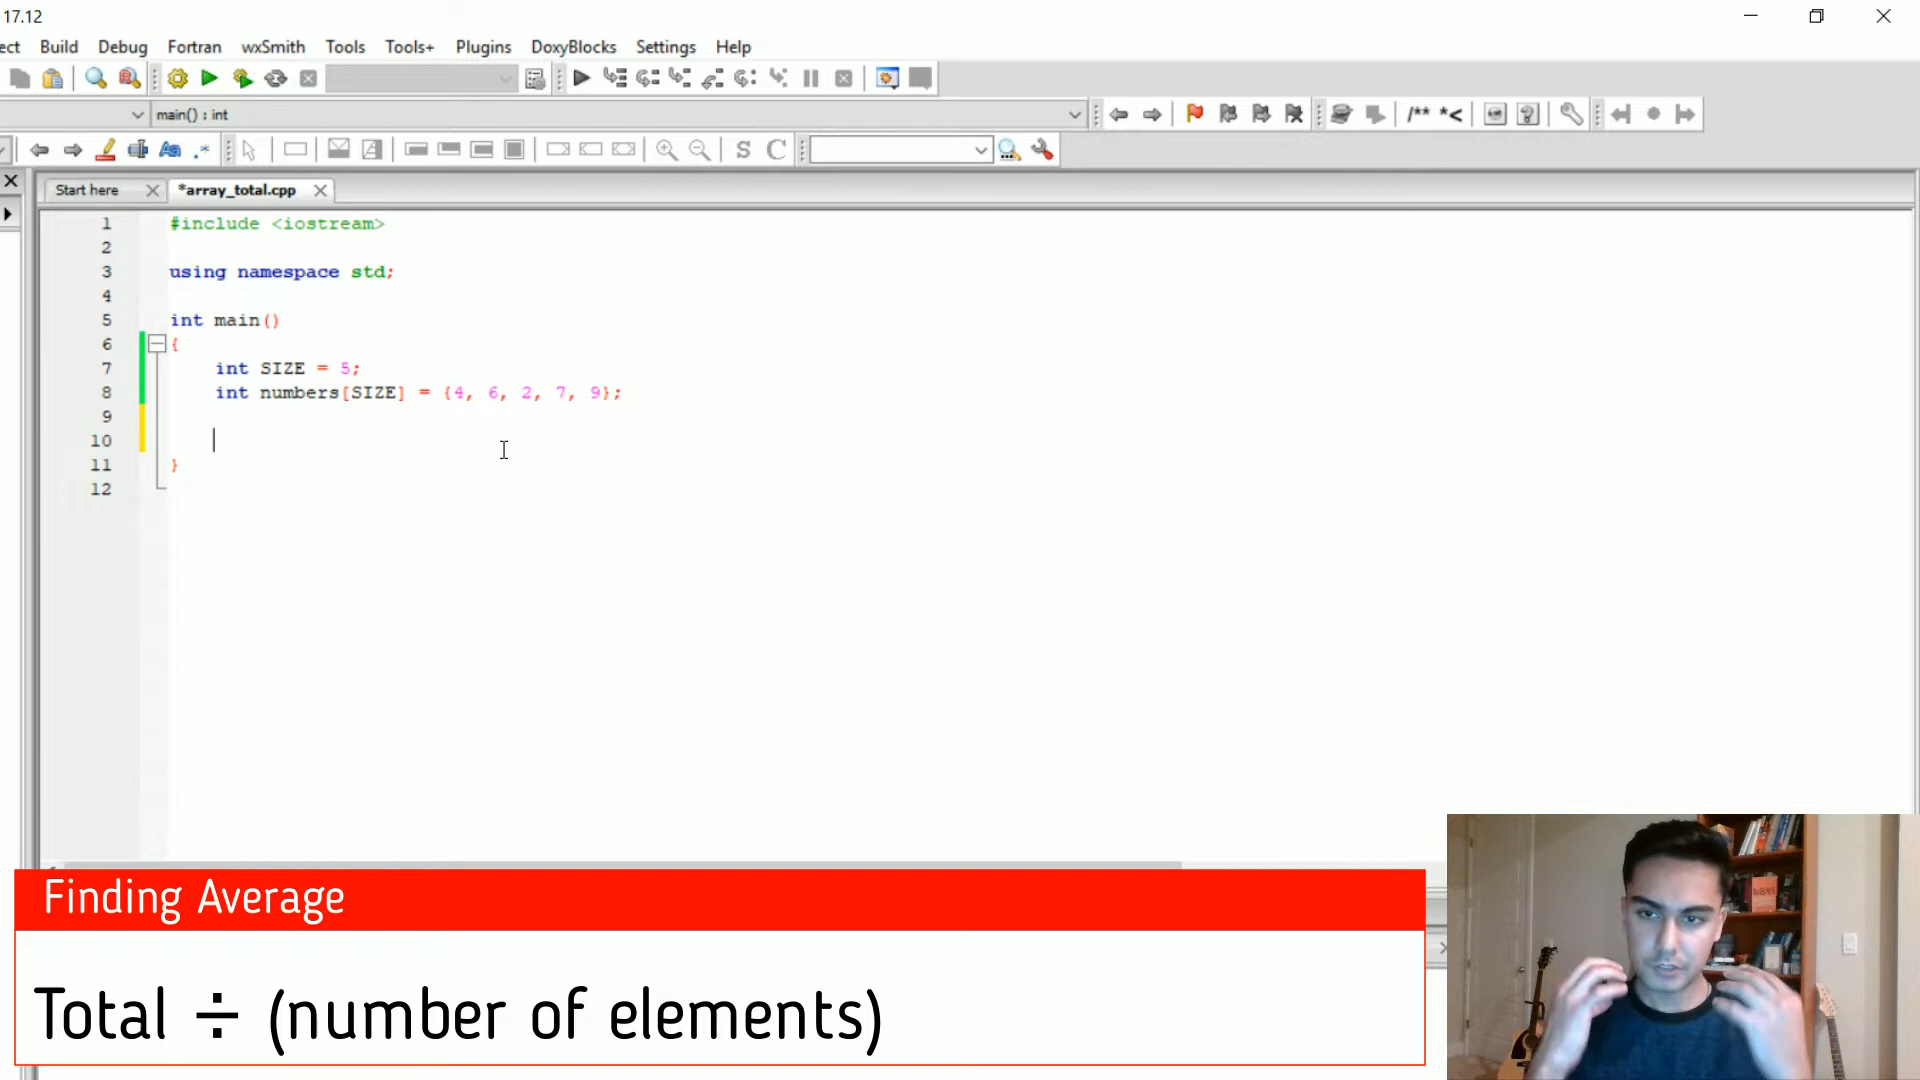 17.12
ect Build Debug Fortran wxSmith Tools Tools+ Plugins DoxyBlocks Settings Help
main() : int
/** *<
Aa .* S C
Start here *array_total.cpp
1 #include <iostream>
2
3 using namespace std;
4
5 int main()
6 {
7 int SIZE = 5;
8 int numbers[SIZE] = {4, 6, 2, 7, 9};
9
10
11 }
12
Finding Average
Total ÷ (number of elements)
1984